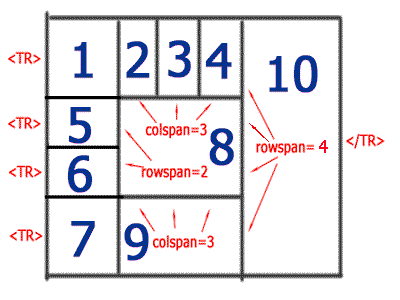 <TR> 1 2 3 4 10
<TR> 5 colspan=3 8 rowspan= 4 </TR>
<TR> 6 rowspan=2
<TR> 7 9 colspan=3